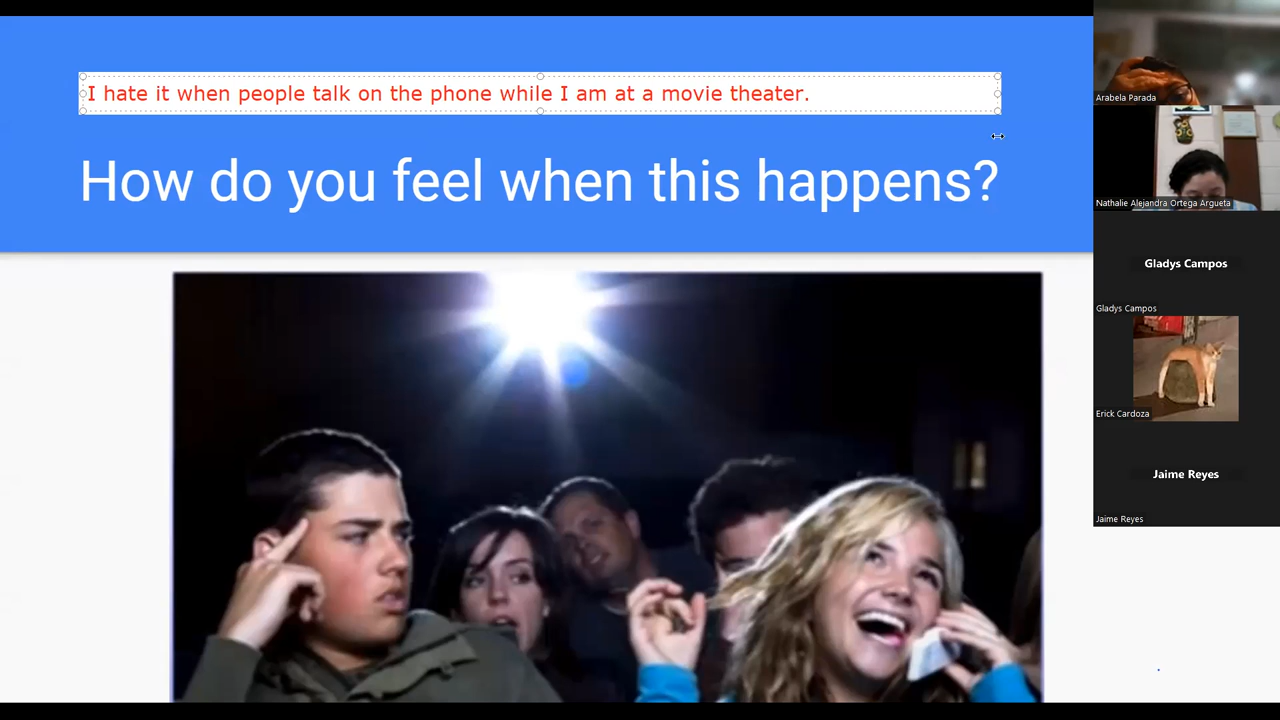 I hate it when people talk on the phone while I am at a movie theater.
How do you feel when this happens?
Arabela Parada
Nathalie Alejandra Ortega Argueta
Gladys Campos
Gladys Campos
Erick Cardoza
Jaime Reyes
Jaime Reyes